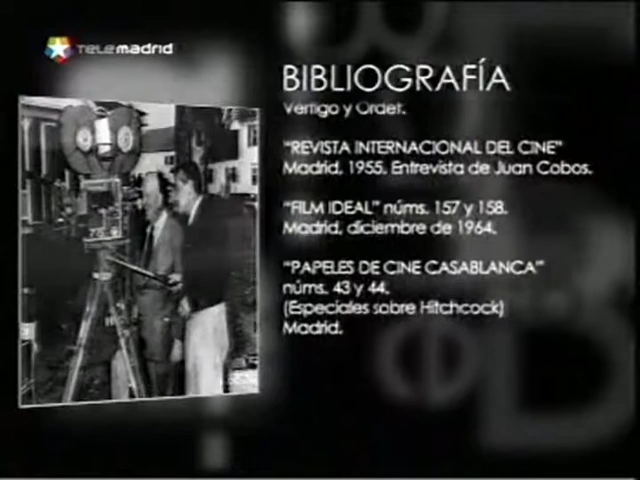 TELEMADRID
BIBLIOGRAFÍA
Vertigo y Ordet.
"REVISTA INTERNACIONAL DEL CINE"
Madrid, 1955. Entrevista de Juan Cobos.
"FILM IDEAL" núms. 157 y 158.
Madrid, diciembre de 1964.
"PAPELES DE CINE CASABLANCA"
núms. 43 y 44.
(Especiales sobre Hitchcock)
Madrid.